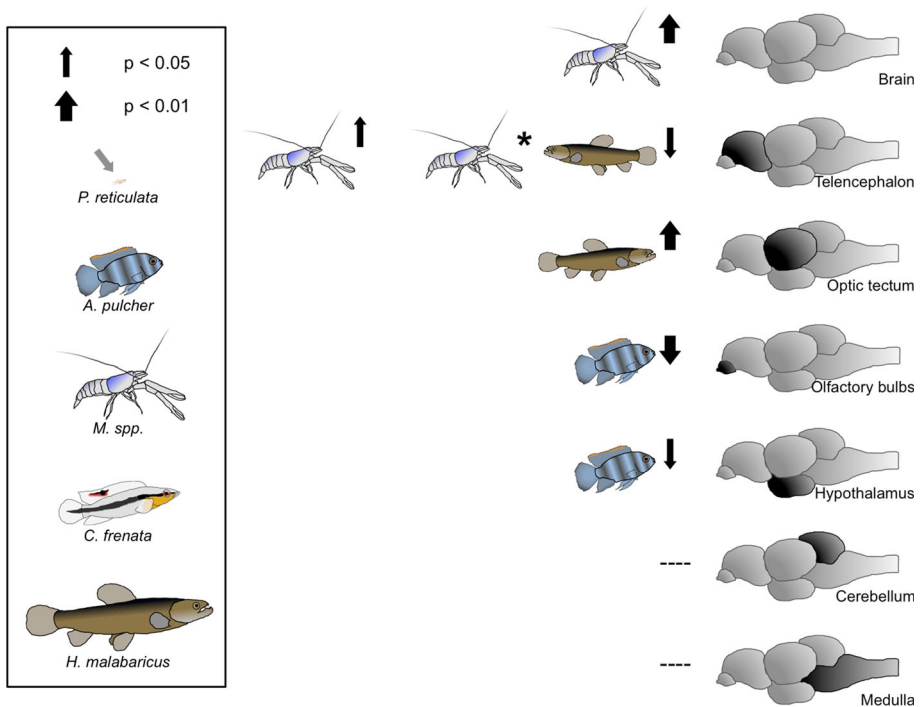 p < 0.05
p < 0.01
P. reticulata
A. pulcher
M. spp.
C. frenata
H. malabaricus
Brain
*
Telencephalon
Optic tectum
Olfactory bulbs
Hypothalamus
----
Cerebellum
----
Medulla